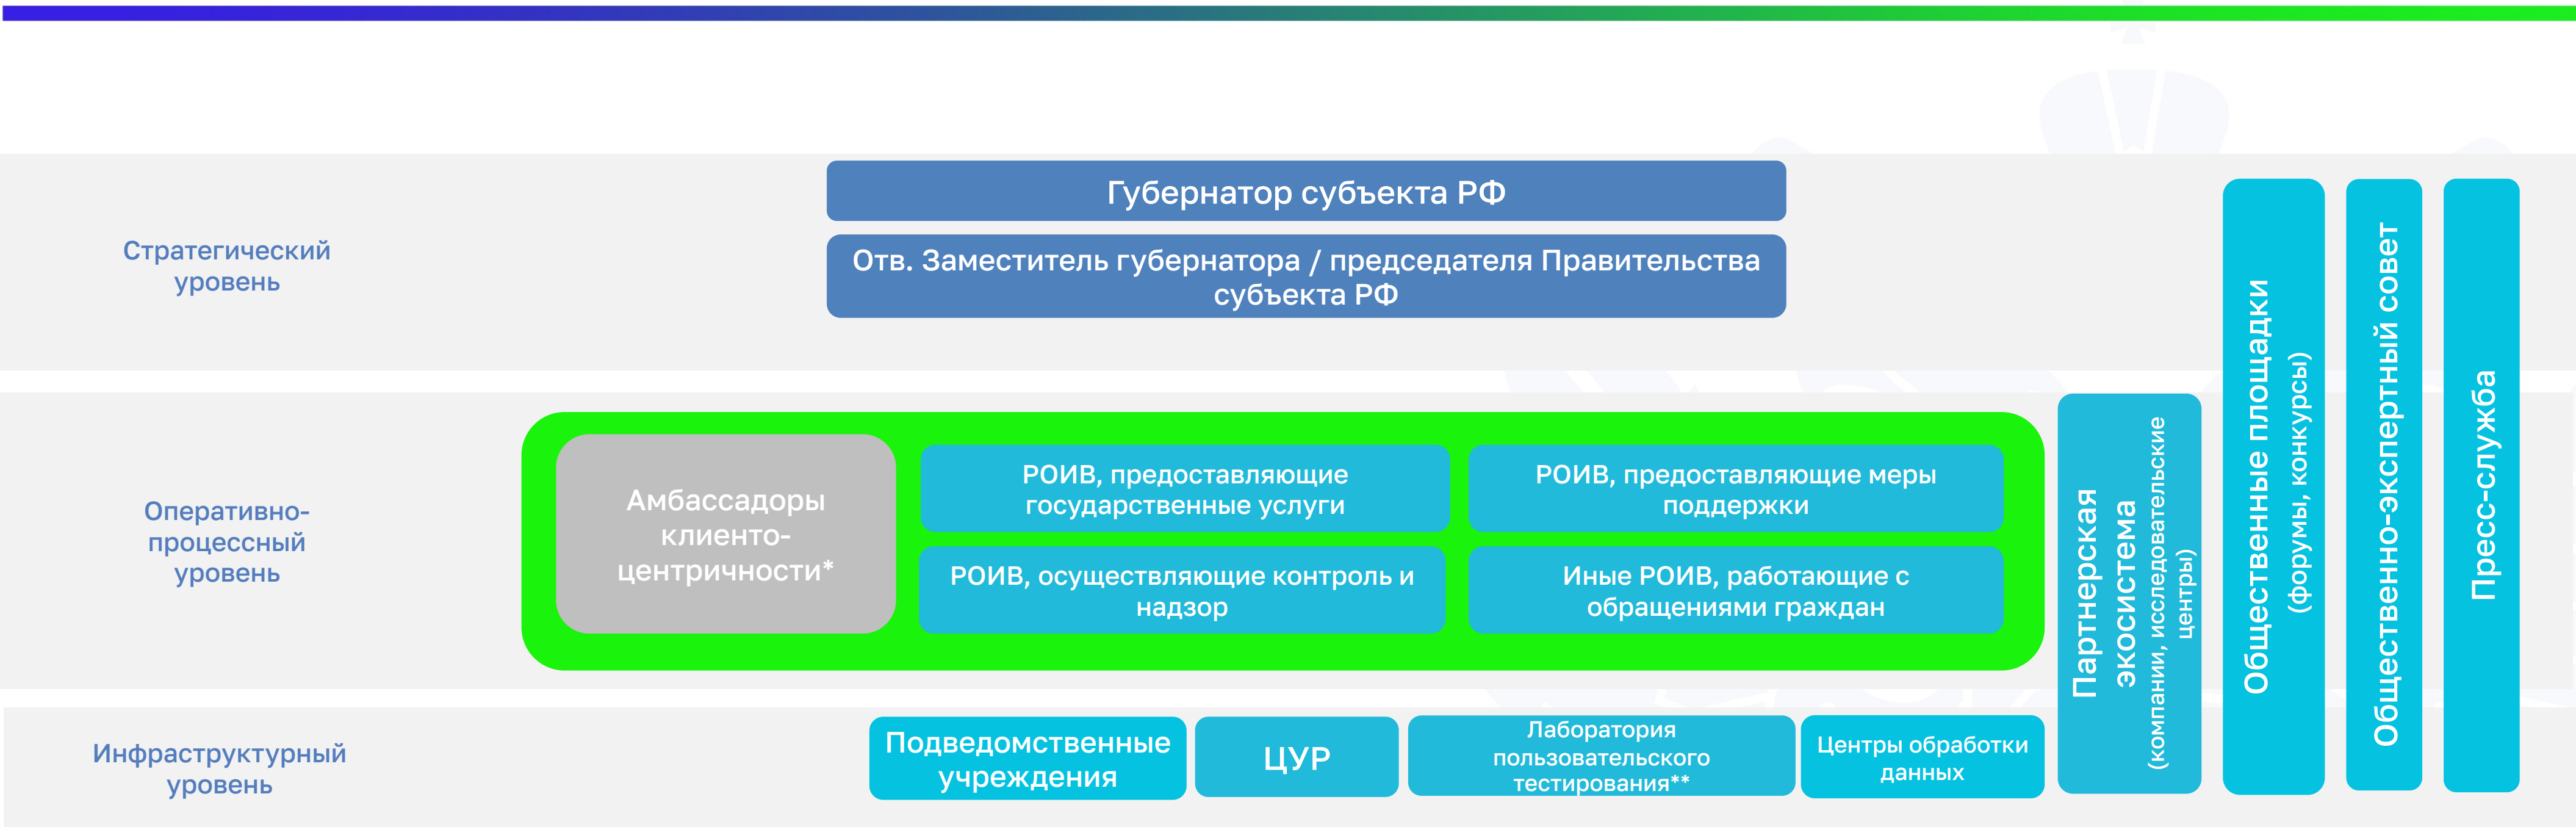 Стратегический
уровень
Губернатор субъекта РФ
Отв. Заместитель губернатора / председателя Правительства
субъекта РФ
Оперативно-
процессный
уровень
Амбассадоры
клиенто-
центричности*
РОИВ, предоставляющие
государственные услуги
РОИВ, предоставляющие меры
поддержки
РОИВ, осуществляющие контроль и
надзор
Иные РОИВ, работающие с
обращениями граждан
Инфраструктурный
уровень
Подведомственные
учреждения
ЦУР
Лаборатория
пользовательского
тестирования**
Центры обработки
данных
Партнерская
экосистема
(компании, исследовательские
центры)
Общественные площадки
(форумы, конкурсы)
Общественно-экспертный совет
Пресс-служба